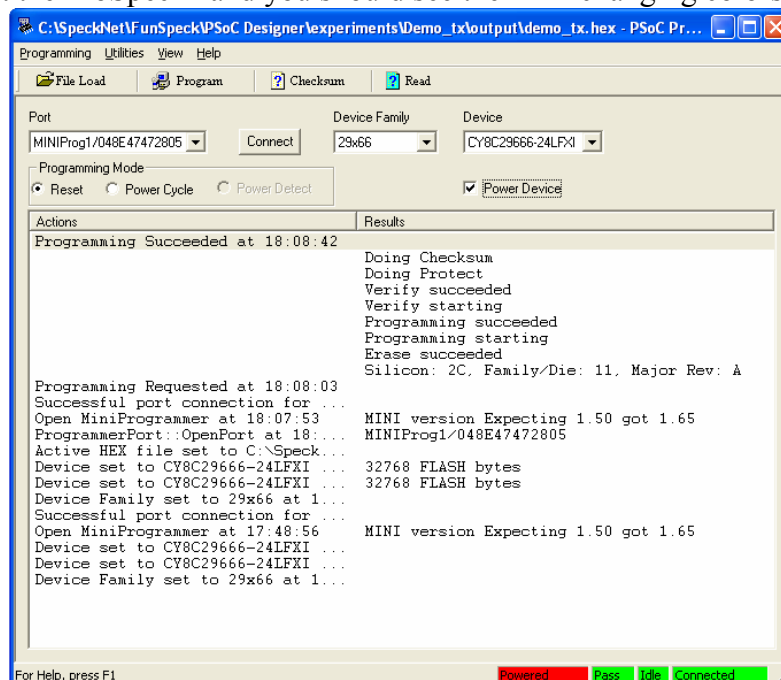 C:\SpeckNet\FunSpeck\PSoC Designer\experiments\Demo_tx\output\demo_tx.hex - PSoC Pr...
Programming Utilities View Help
File Load Program Checksum Read
Port Device Family Device
MINIProg1/048E47472805 Connect 29x66 CY8C29666-24LFXI
Programming Mode
Reset Power Cycle Power Detect Power Device
Actions Results
Programming Succeeded at 18:08:42
Doing Checksum
Doing Protect
Verify succeeded
Verify starting
Programming succeeded
Programming starting
Erase succeeded
Silicon: 2C, Family/Die: 11, Major Rev: A
Programming Requested at 18:08:03
Successful port connection for ...
Open MiniProgrammer at 18:07:53 MINI version Expecting 1.50 got 1.65
ProgrammerPort::OpenPort at 18:... MINIProg1/048E47472805
Active HEX file set to C:\Speck...
Device set to CY8C29666-24LFXI ... 32768 FLASH bytes
Device set to CY8C29666-24LFXI ... 32768 FLASH bytes
Device Family set to 29x66 at 1...
Successful port connection for ...
Open MiniProgrammer at 17:48:56 MINI version Expecting 1.50 got 1.65
Device set to CY8C29666-24LFXI ...
Device set to CY8C29666-24LFXI ...
Device Family set to 29x66 at 1...
For Help, press F1 Powered Pass Idle Connected